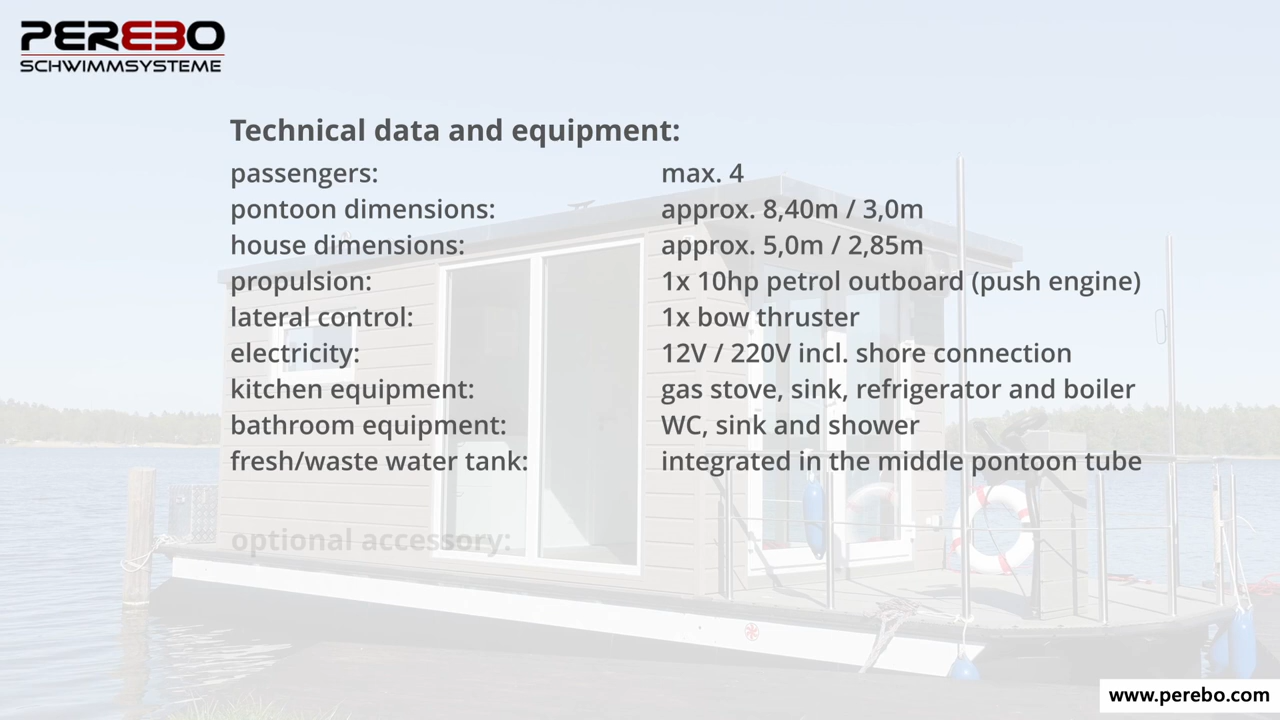 PEREBO
SCHWIMMSYSTEME
Technical data and equipment:
passengers: max. 4
pontoon dimensions: approx. 8,40m / 3,0m
house dimensions: approx. 5,0m / 2,85m
propulsion: 1x 10hp petrol outboard (push engine)
lateral control: 1x bow thruster
electricity: 12V / 220V incl. shore connection
kitchen equipment: gas stove, sink, refrigerator and boiler
bathroom equipment: WC, sink and shower
fresh/waste water tank: integrated in the middle pontoon tube
optional accessory:
www.perebo.com